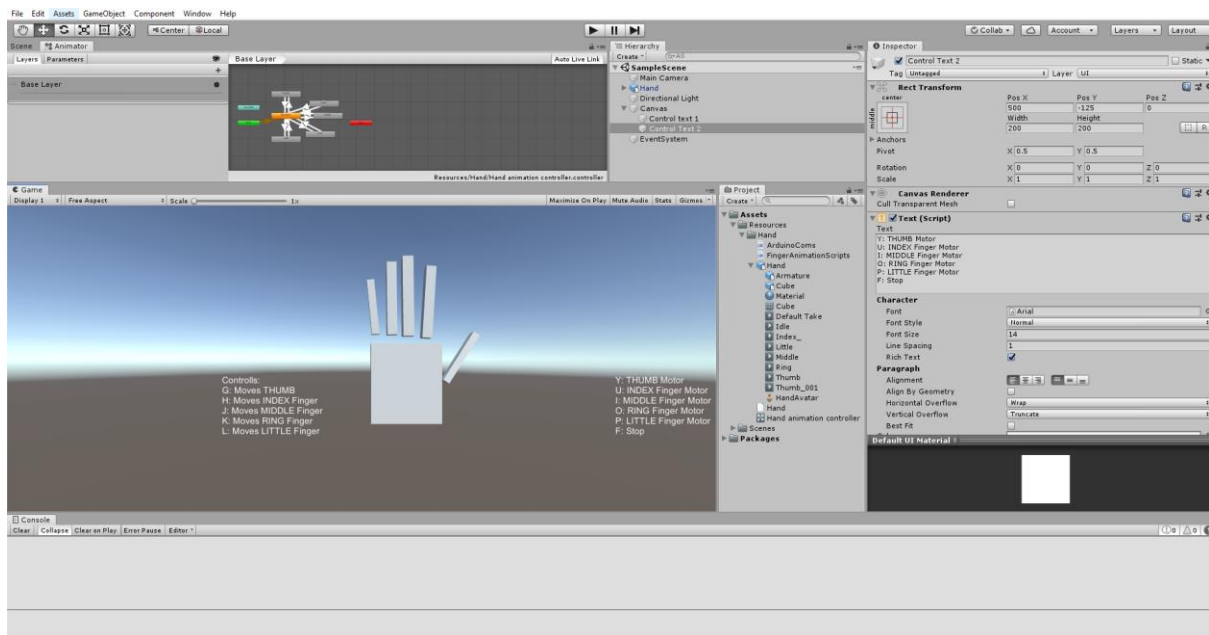 File Edit Assets GameObject Component Window Help
Center Local
Collab Account Layers Layout
Scene Animator
Layers Parameters
Base Layer
Auto Live Link
Base Layer
Resources/Hand/Hand animation controller.controller
Hierarchy
Create All
SampleScene
Main Camera
Hand
Directional Light
Canvas
Control text 1
Control Text 2
EventSystem
Inspector
Control Text 2 Static
Tag Untagged Layer UI
Rect Transform
center
middle
Pos X Pos Y Pos Z
500 -125 0
Width Height
200 200
R
Anchors
Pivot X 0.5 Y 0.5
Rotation X 0 Y 0 Z 0
Scale X 1 Y 1 Z 1
Canvas Renderer
Cull Transparent Mesh
Text (Script)
Text
Y: THUMB Motor
U: INDEX Finger Motor
I: MIDDLE Finger Motor
O: RING Finger Motor
P: LITTLE Finger Motor
F: Stop
Character
Font Arial
Font Style Normal
Font Size 14
Line Spacing 1
Rich Text
Paragraph
Alignment
Align By Geometry
Horizontal Overflow Wrap
Vertical Overflow Truncate
Best Fit
Default UI Material
Game
Display 1 Free Aspect Scale 1x Maximize On Play Mute Audio Stats Gizmos
Controlls:
G: Moves THUMB
H: Moves INDEX Finger
J: Moves MIDDLE Finger
K: Moves RING Finger
L: Moves LITTLE Finger
Y: THUMB Motor
U: INDEX Finger Motor
I: MIDDLE Finger Motor
O: RING Finger Motor
P: LITTLE Finger Motor
F: Stop
Project
Create
Assets
Resources
Hand
ArduinoComs
FingerAnimationScripts
Hand
Armature
Cube
Material
Cube
Default Take
Idle
Index_
Little
Middle
Ring
Thumb
Thumb_001
HandAvatar
Hand
Hand animation controller
Scenes
Packages
Console
Clear Collapse Clear on Play Error Pause Editor
0 0